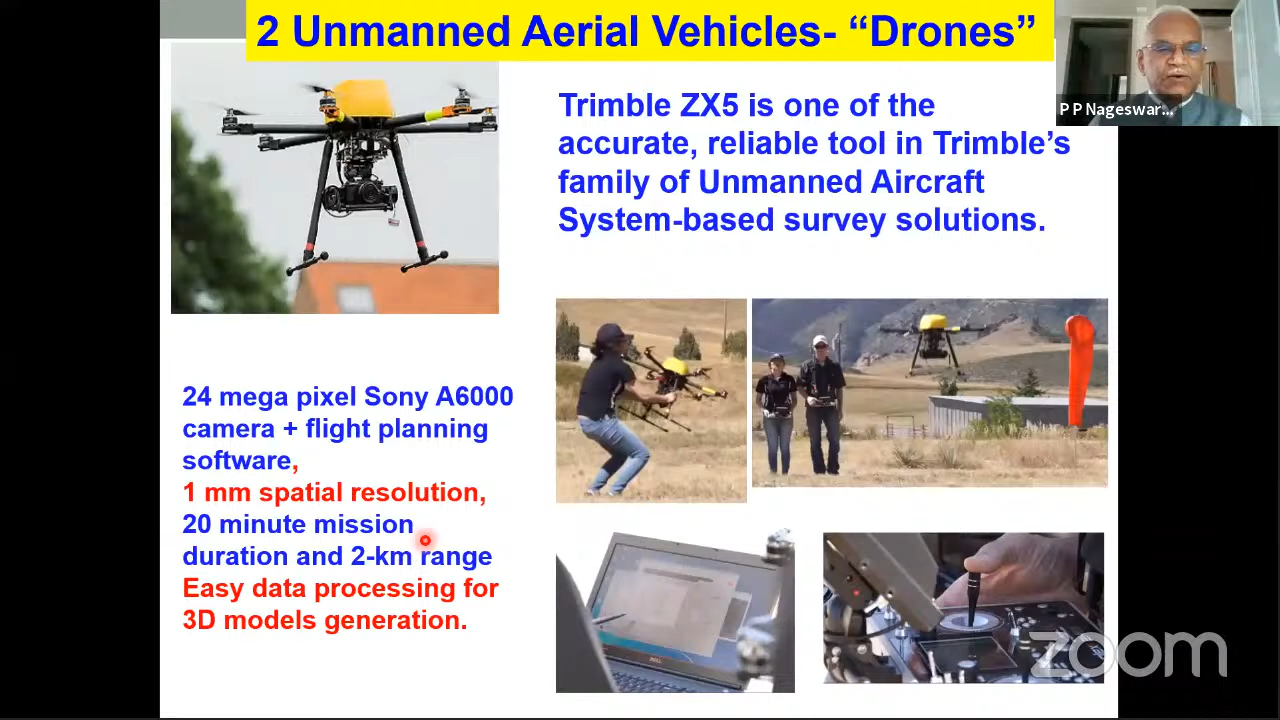 2 Unmanned Aerial Vehicles- “Drones”
P P Nageswar...
Trimble ZX5 is one of the
accurate, reliable tool in Trimble’s
family of Unmanned Aircraft
System-based survey solutions.
24 mega pixel Sony A6000
camera + flight planning
software,
1 mm spatial resolution,
20 minute mission
duration and 2-km range
Easy data processing for
3D models generation.
DELL
zoom